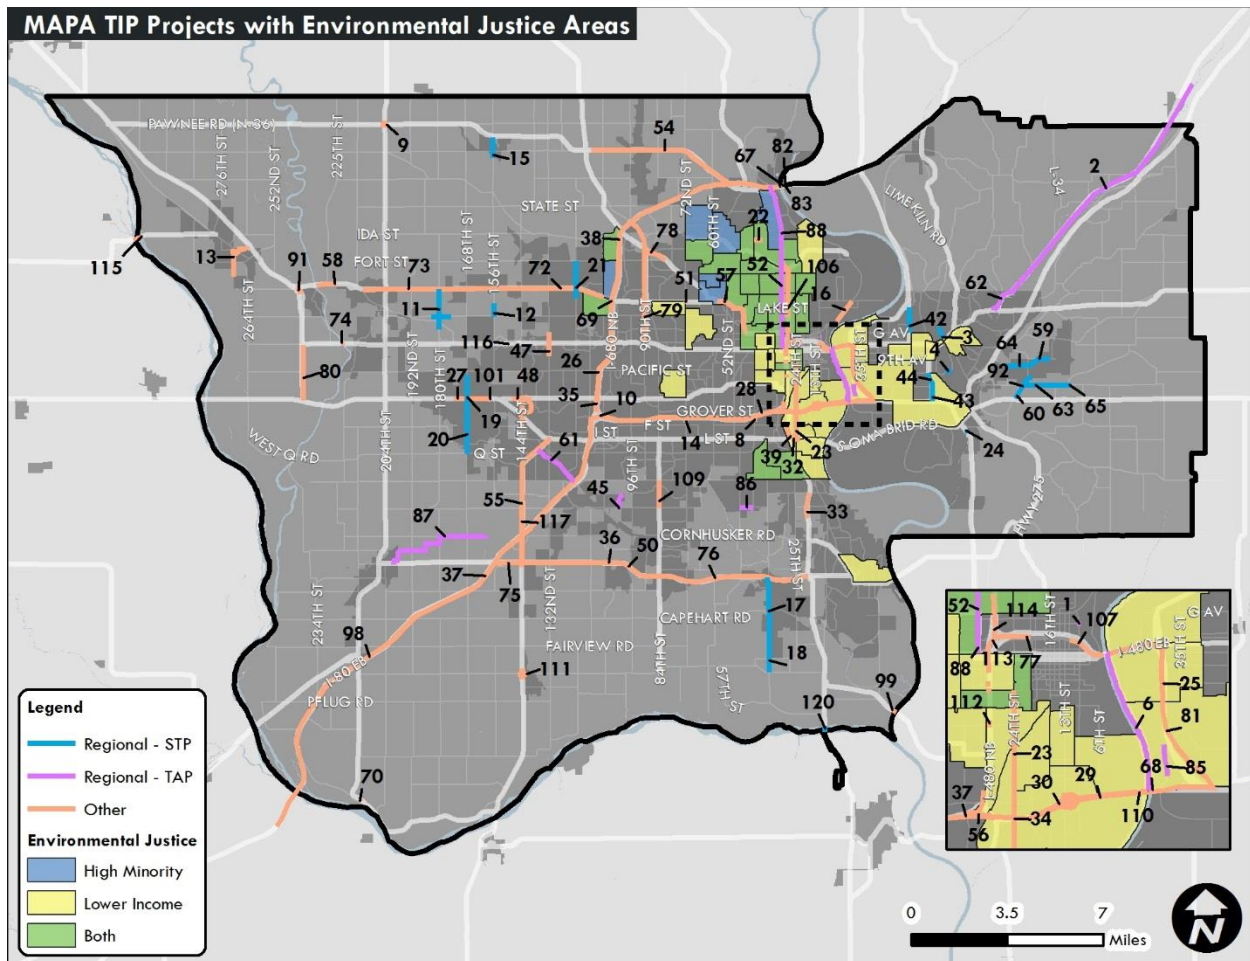 MAPA TIP Projects with Environmental Justice Areas
PAWNEE RD (N-36)
276TH ST
252ND ST
225TH ST
9
15
54
67
82
83
2
L-34
LIME KILN RD
72ND ST
60TH ST
STATE ST
168TH ST
156TH ST
IDA ST
FORT ST
115
13
264TH ST
91
58
73
72
21
38
78
22
88
52
106
51
57
16
62
11
12
69
79
I-680 NB
90TH ST
LAKE ST
42
G AV
3
74
116
47
26
52ND ST
24TH ST
13TH ST
35TH ST
9TH AV
4
64
59
80
192ND ST
180TH ST
27
101
48
PACIFIC ST
44
92
43
60
63
65
35
10
28
GROVER ST
F ST
14
8
19
20
144TH ST
I ST
L ST
39
32
23
S OMA BRID RD
24
WEST Q RD
204TH ST
Q ST
61
96TH ST
45
109
86
33
HWY 275
55
117
87
CORNHUSKER RD
36
50
76
25TH ST
37
75
132ND ST
CAPEHART RD
17
234TH ST
98
I-80 EB
FAIRVIEW RD
84TH ST
18
111
57TH ST
PFLUG RD
120
99
70
52
114
16TH ST
1
107
G AV
I-480 EB
25TH ST
88
113
77
25
112
24TH ST
13TH ST
6TH ST
6
81
I-480 NB
23
30
29
68
85
37
56
34
110
Legend
Regional - STP
Regional - TAP
Other
Environmental Justice
High Minority
Lower Income
Both
0 3.5 7
Miles
N